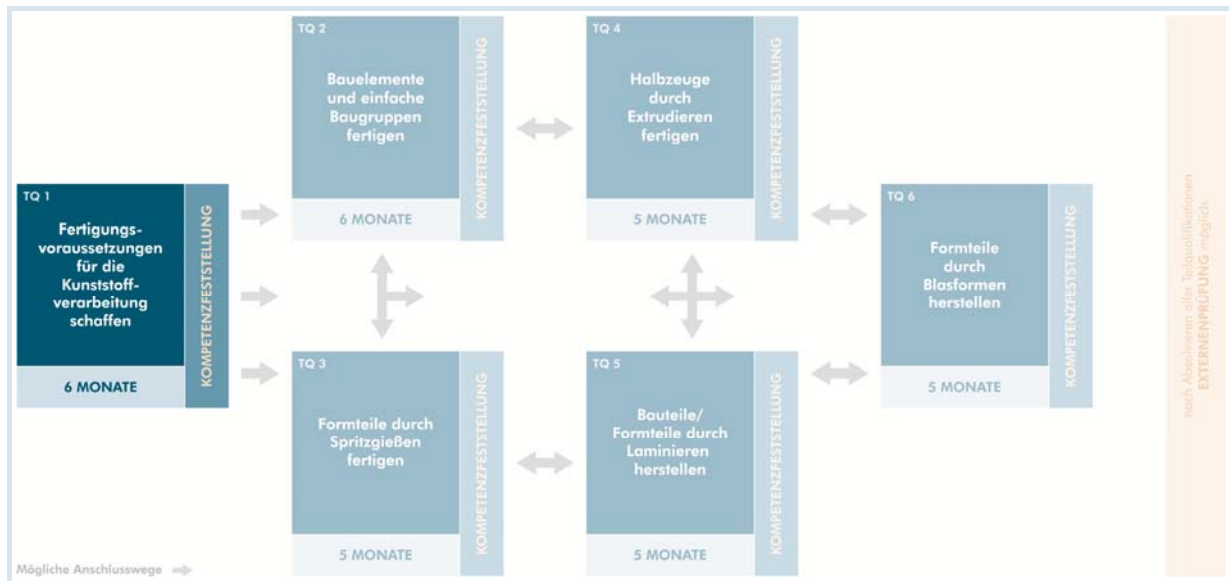 TQ 1
Fertigungs-
voraussetzungen
für die
Kunststoff-
verarbeitung
schaffen
6 MONATE
KOMPETENZFESTSTELLUNG
TQ 2
Bauelemente
und einfache
Baugruppen
fertigen
6 MONATE
KOMPETENZFESTSTELLUNG
TQ 3
Formteile durch
Spritzgießen
fertigen
5 MONATE
KOMPETENZFESTSTELLUNG
TQ 4
Halbzeuge
durch
Extrudieren
fertigen
5 MONATE
KOMPETENZFESTSTELLUNG
TQ 5
Bauteile/
Formteile durch
Laminieren
herstellen
5 MONATE
KOMPETENZFESTSTELLUNG
TQ 6
Formteile
durch
Blasformen
herstellen
5 MONATE
KOMPETENZFESTSTELLUNG
nach Absolvieren aller Teilqualifikationen
EXTERNENPRÜFUNG möglich
Mögliche Anschlusswege